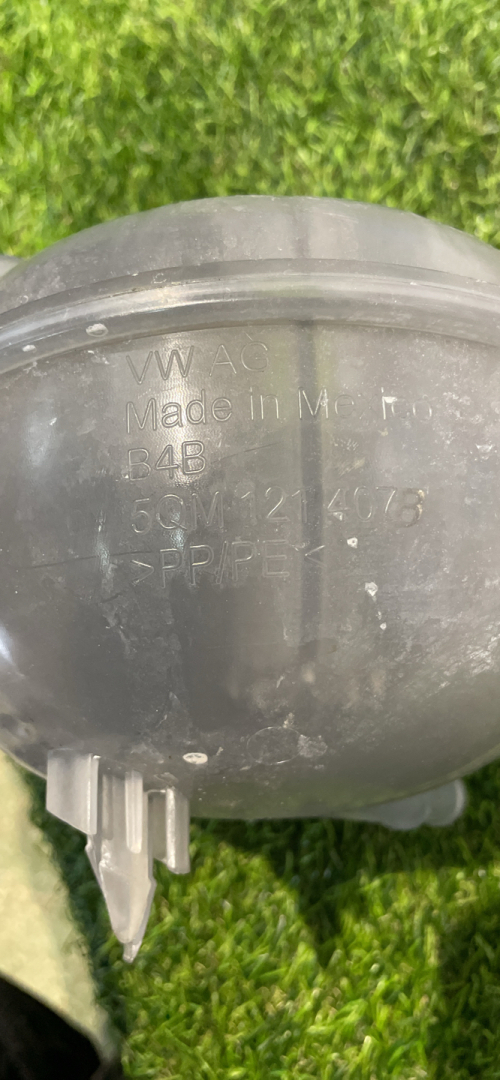 VW AG
Made in Mexico
B4B
5QM 121 407B
>PP/PE<